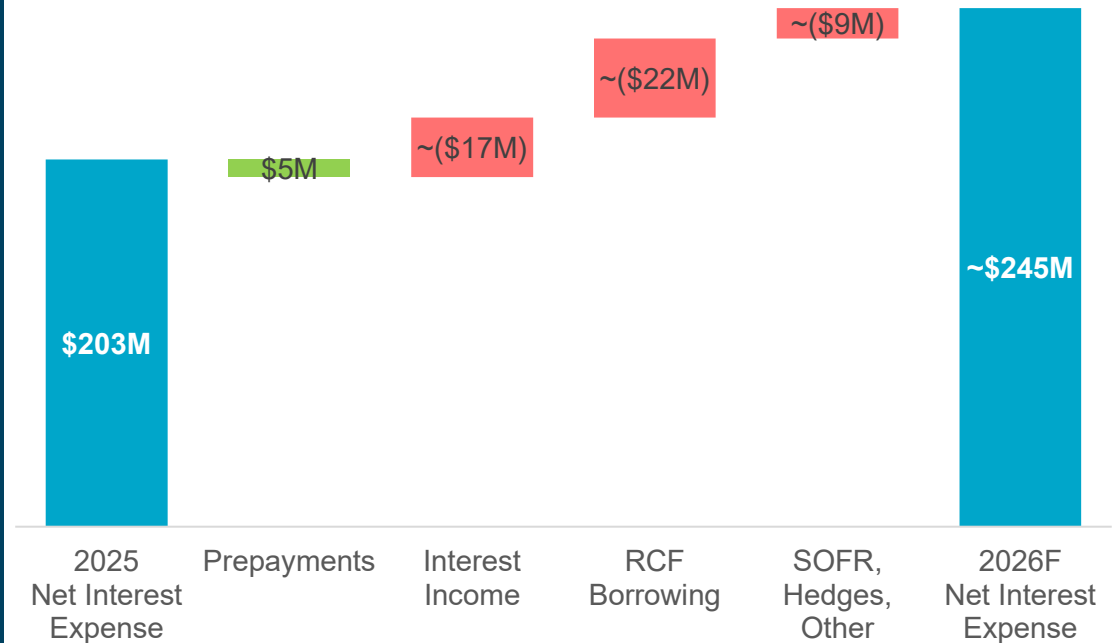 ~($9M)
~($22M)
~($17M)
$5M
~$245M
$203M
2025
Net Interest
Expense
Prepayments
Interest
Income
RCF
Borrowing
SOFR,
Hedges,
Other
2026F
Net Interest
Expense